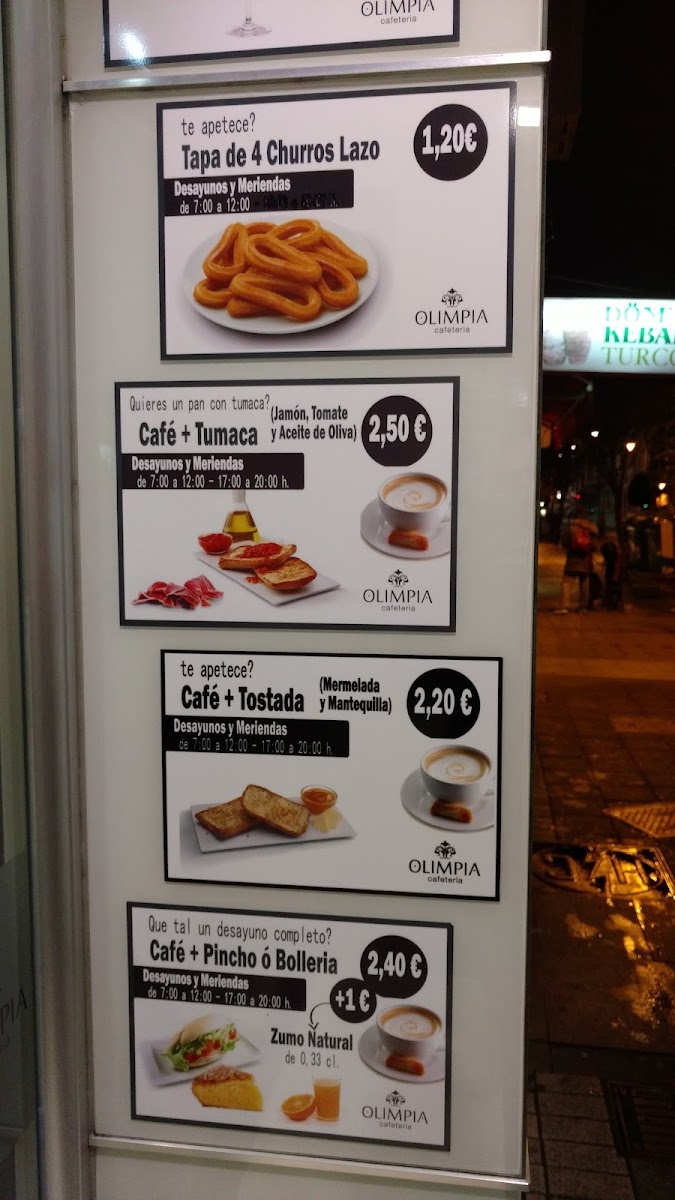 OLIMPIA
cafeteria
te apetece?
Tapa de 4 Churros Lazo
1,20€
Desayunos y Meriendas
de 7:00 a 12:00
OLIMPIA
cafeteria
Quieres un pan con tumaca?
Café + Tumaca
(Jamón, Tomate
y Aceite de Oliva)
2,50 €
Desayunos y Meriendas
de 7:00 a 12:00 - 17:00 a 20:00 h.
OLIMPIA
cafeteria
te apetece?
Café + Tostada
(Mermelada
y Mantequilla)
2,20 €
Desayunos y Meriendas
de 7:00 a 12:00 - 17:00 a 20:00 h.
OLIMPIA
cafeteria
Que tal un desayuno completo?
Café + Pincho ó Bolleria
2,40 €
Desayunos y Meriendas
de 7:00 a 12:00 - 17:00 a 20:00 h.
+1 €
Zumo Natural
de 0,33 cl.
OLIMPIA
cafeteria
KEBA
TURCO